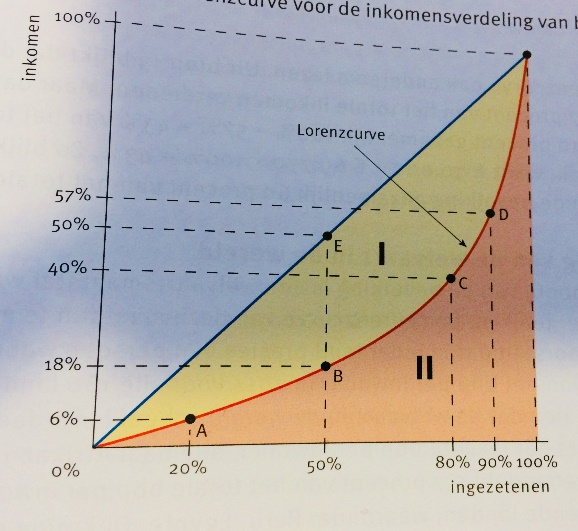 voor de inkomensverdeling van
inkomen
100%
Lorenzcurve
57%
D
50%
E
I
40%
C
18%
B
II
6%
A
0%
20%
50%
80%
90%
100%
ingezetenen